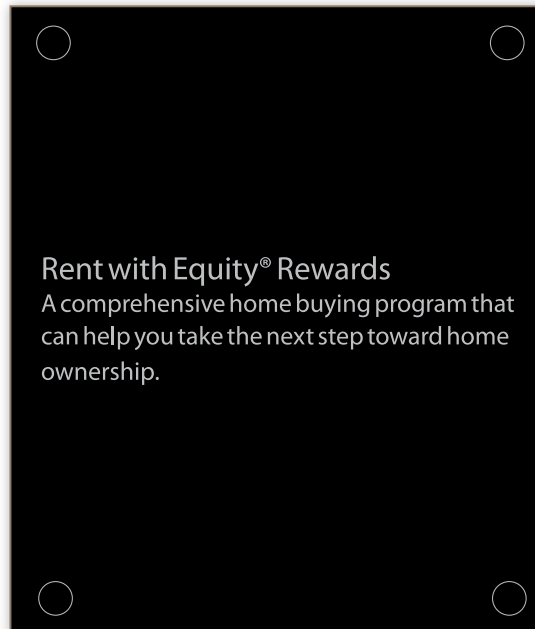 Rent with Equity® Rewards
A comprehensive home buying program that
can help you take the next step toward home
ownership.